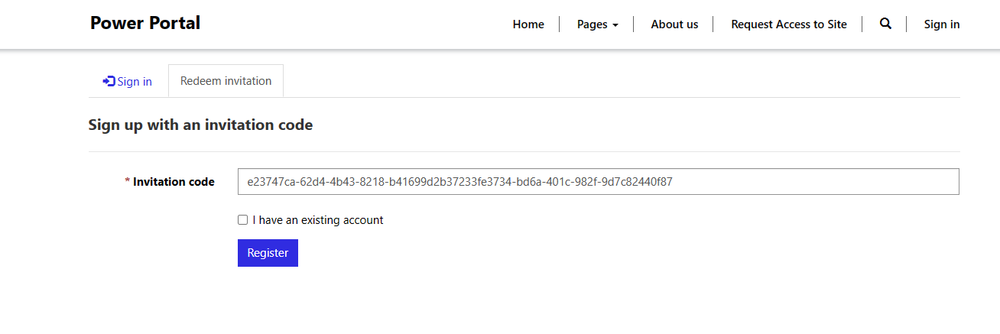 Power Portal
Home Pages About us Request Access to Site Sign in
Sign in Redeem invitation
Sign up with an invitation code
* Invitation code e23747ca-62d4-4b43-8218-b41699d2b37233fe3734-bd6a-401c-982f-9d7c82440f87
I have an existing account
Register